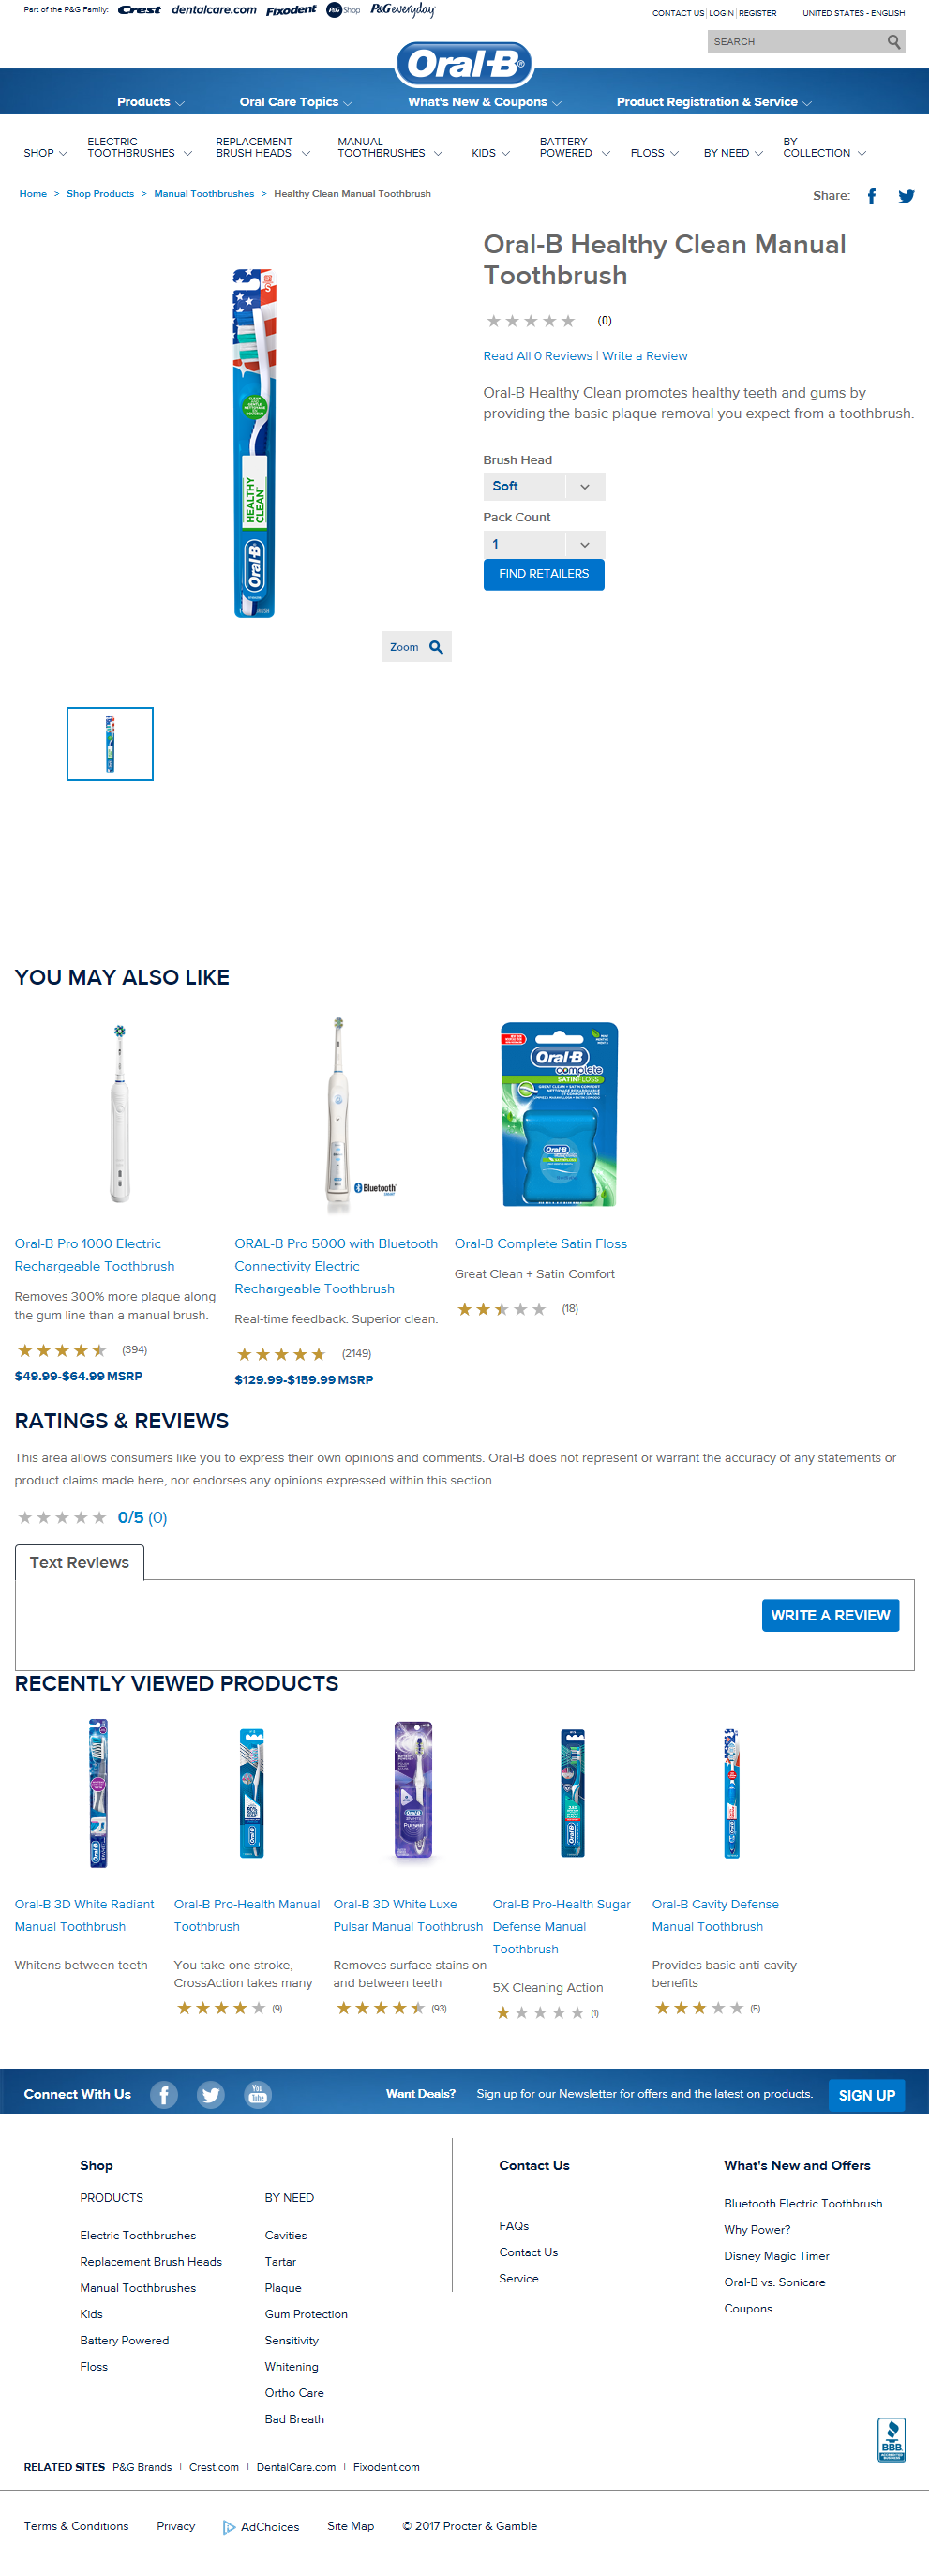 Part of the P&G Family:
Crest
dentalcare.com
Fixodent
P&G Shop
P&G everyday
CONTACT US | LOGIN | REGISTER
UNITED STATES - ENGLISH
SEARCH
Oral-B®
Products
Oral Care Topics
What's New & Coupons
Product Registration & Service
SHOP
ELECTRIC
TOOTHBRUSHES
REPLACEMENT
BRUSH HEADS
MANUAL
TOOTHBRUSHES
KIDS
BATTERY
POWERED
FLOSS
BY NEED
BY
COLLECTION
Home > Shop Products > Manual Toothbrushes > Healthy Clean Manual Toothbrush
Share:
HEALTHY
CLEAN
Oral-B
Zoom
Oral-B Healthy Clean Manual
Toothbrush
(0)
Read All 0 Reviews | Write a Review
Oral-B Healthy Clean promotes healthy teeth and gums by
providing the basic plaque removal you expect from a toothbrush.
Brush Head
Soft
Pack Count
1
FIND RETAILERS
YOU MAY ALSO LIKE
Bluetooth
Oral-B
complete
SATIN FLOSS
Oral-B Pro 1000 Electric
Rechargeable Toothbrush
Removes 300% more plaque along
the gum line than a manual brush.
(394)
$49.99-$64.99 MSRP
ORAL-B Pro 5000 with Bluetooth
Connectivity Electric
Rechargeable Toothbrush
Real-time feedback. Superior clean.
(2149)
$129.99-$159.99 MSRP
Oral-B Complete Satin Floss
Great Clean + Satin Comfort
(18)
RATINGS & REVIEWS
This area allows consumers like you to express their own opinions and comments. Oral-B does not represent or warrant the accuracy of any statements or
product claims made here, nor endorses any opinions expressed within this section.
0/5 (0)
Text Reviews
WRITE A REVIEW
RECENTLY VIEWED PRODUCTS
Oral-B 3D White Radiant
Manual Toothbrush
Whitens between teeth
Oral-B Pro-Health Manual
Toothbrush
You take one stroke,
CrossAction takes many
(9)
Oral-B 3D White Luxe
Pulsar Manual Toothbrush
Removes surface stains on
and between teeth
(93)
Oral-B Pro-Health Sugar
Defense Manual
Toothbrush
5X Cleaning Action
(1)
Oral-B Cavity Defense
Manual Toothbrush
Provides basic anti-cavity
benefits
(5)
Connect With Us
You
Tube
Want Deals?
Sign up for our Newsletter for offers and the latest on products.
SIGN UP
Shop
PRODUCTS
Electric Toothbrushes
Replacement Brush Heads
Manual Toothbrushes
Kids
Battery Powered
Floss
BY NEED
Cavities
Tartar
Plaque
Gum Protection
Sensitivity
Whitening
Ortho Care
Bad Breath
Contact Us
FAQs
Contact Us
Service
What's New and Offers
Bluetooth Electric Toothbrush
Why Power?
Disney Magic Timer
Oral-B vs. Sonicare
Coupons
BBB
RELATED SITES P&G Brands | Crest.com | DentalCare.com | Fixodent.com
Terms & Conditions
Privacy
AdChoices
Site Map
© 2017 Procter & Gamble